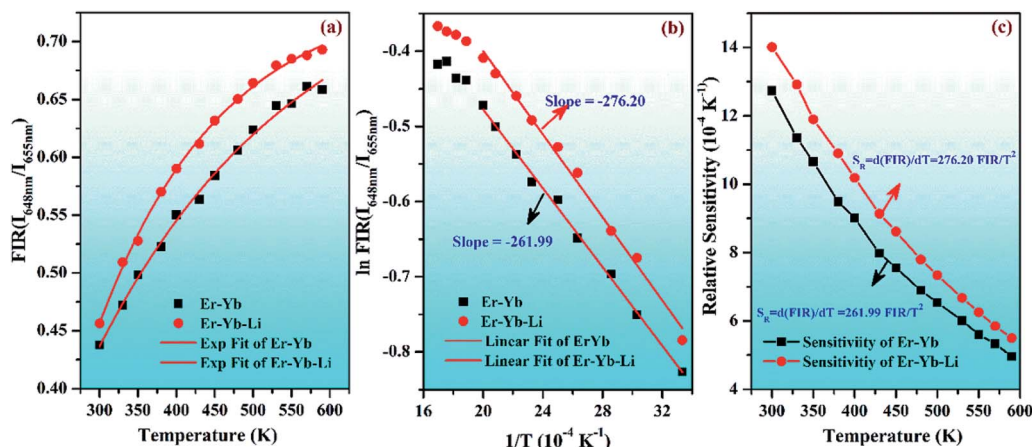 (a)
0.70
0.65
0.60
0.55
0.50
0.45
0.40
FIR(I648nm/I655nm)
Er-Yb
Er-Yb-Li
Exp Fit of Er-Yb
Exp Fit of Er-Yb-Li
300 350 400 450 500 550 600
Temperature (K)
(b)
-0.4
-0.5
-0.6
-0.7
-0.8
ln FIR(I648nm/I655nm)
Slope = -276.20
Slope = -261.99
Er-Yb
Er-Yb-Li
Linear Fit of ErYb
Linear Fit of Er-Yb-Li
16 20 24 28 32 36
1/T (10⁻⁴ K⁻¹)
(c)
14
12
10
8
6
4
Relative Sensitivity (10⁻⁴ K⁻¹)
SR=d(FIR)/dT=276.20 FIR/T²
SR=d(FIR)/dT =261.99 FIR/T²
Sensitiviity of Er-Yb
Sensitivity of Er-Yb-Li
300 350 400 450 500 550 600
Temperature (K)